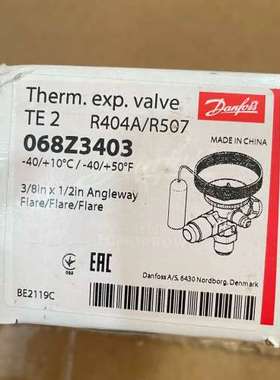 Therm. exp. valve
TE 2 R404A/R507
068Z3403
-40/+10°C / -40/+50°F
3/8in x 1/2in Angleway
Flare/Flare/Flare
Danfoss
MADE IN CHINA
EAC
Danfoss A/S, 6430 Nordborg, Denmark
BE2119C